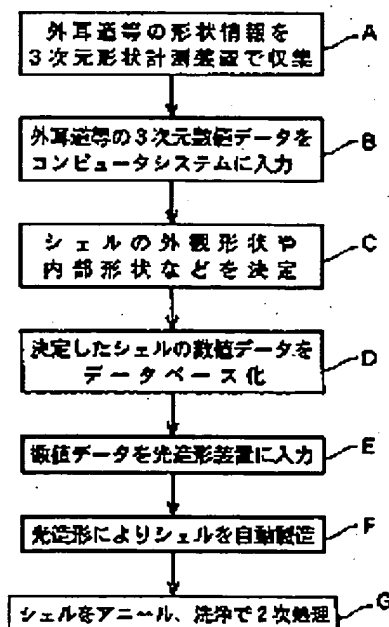 外耳道等の形状情報を
3次元形状計測装置で収集
A
外耳道等の3次元数値データを
コンピュータシステムに入力
B
シェルの外観形状や
内部形状などを決定
C
決定したシェルの数値データを
データベース化
D
数値データを光造形装置に入力
E
光造形によりシェルを自動製造
F
シェルをアニール、洗浄で2次処理
G